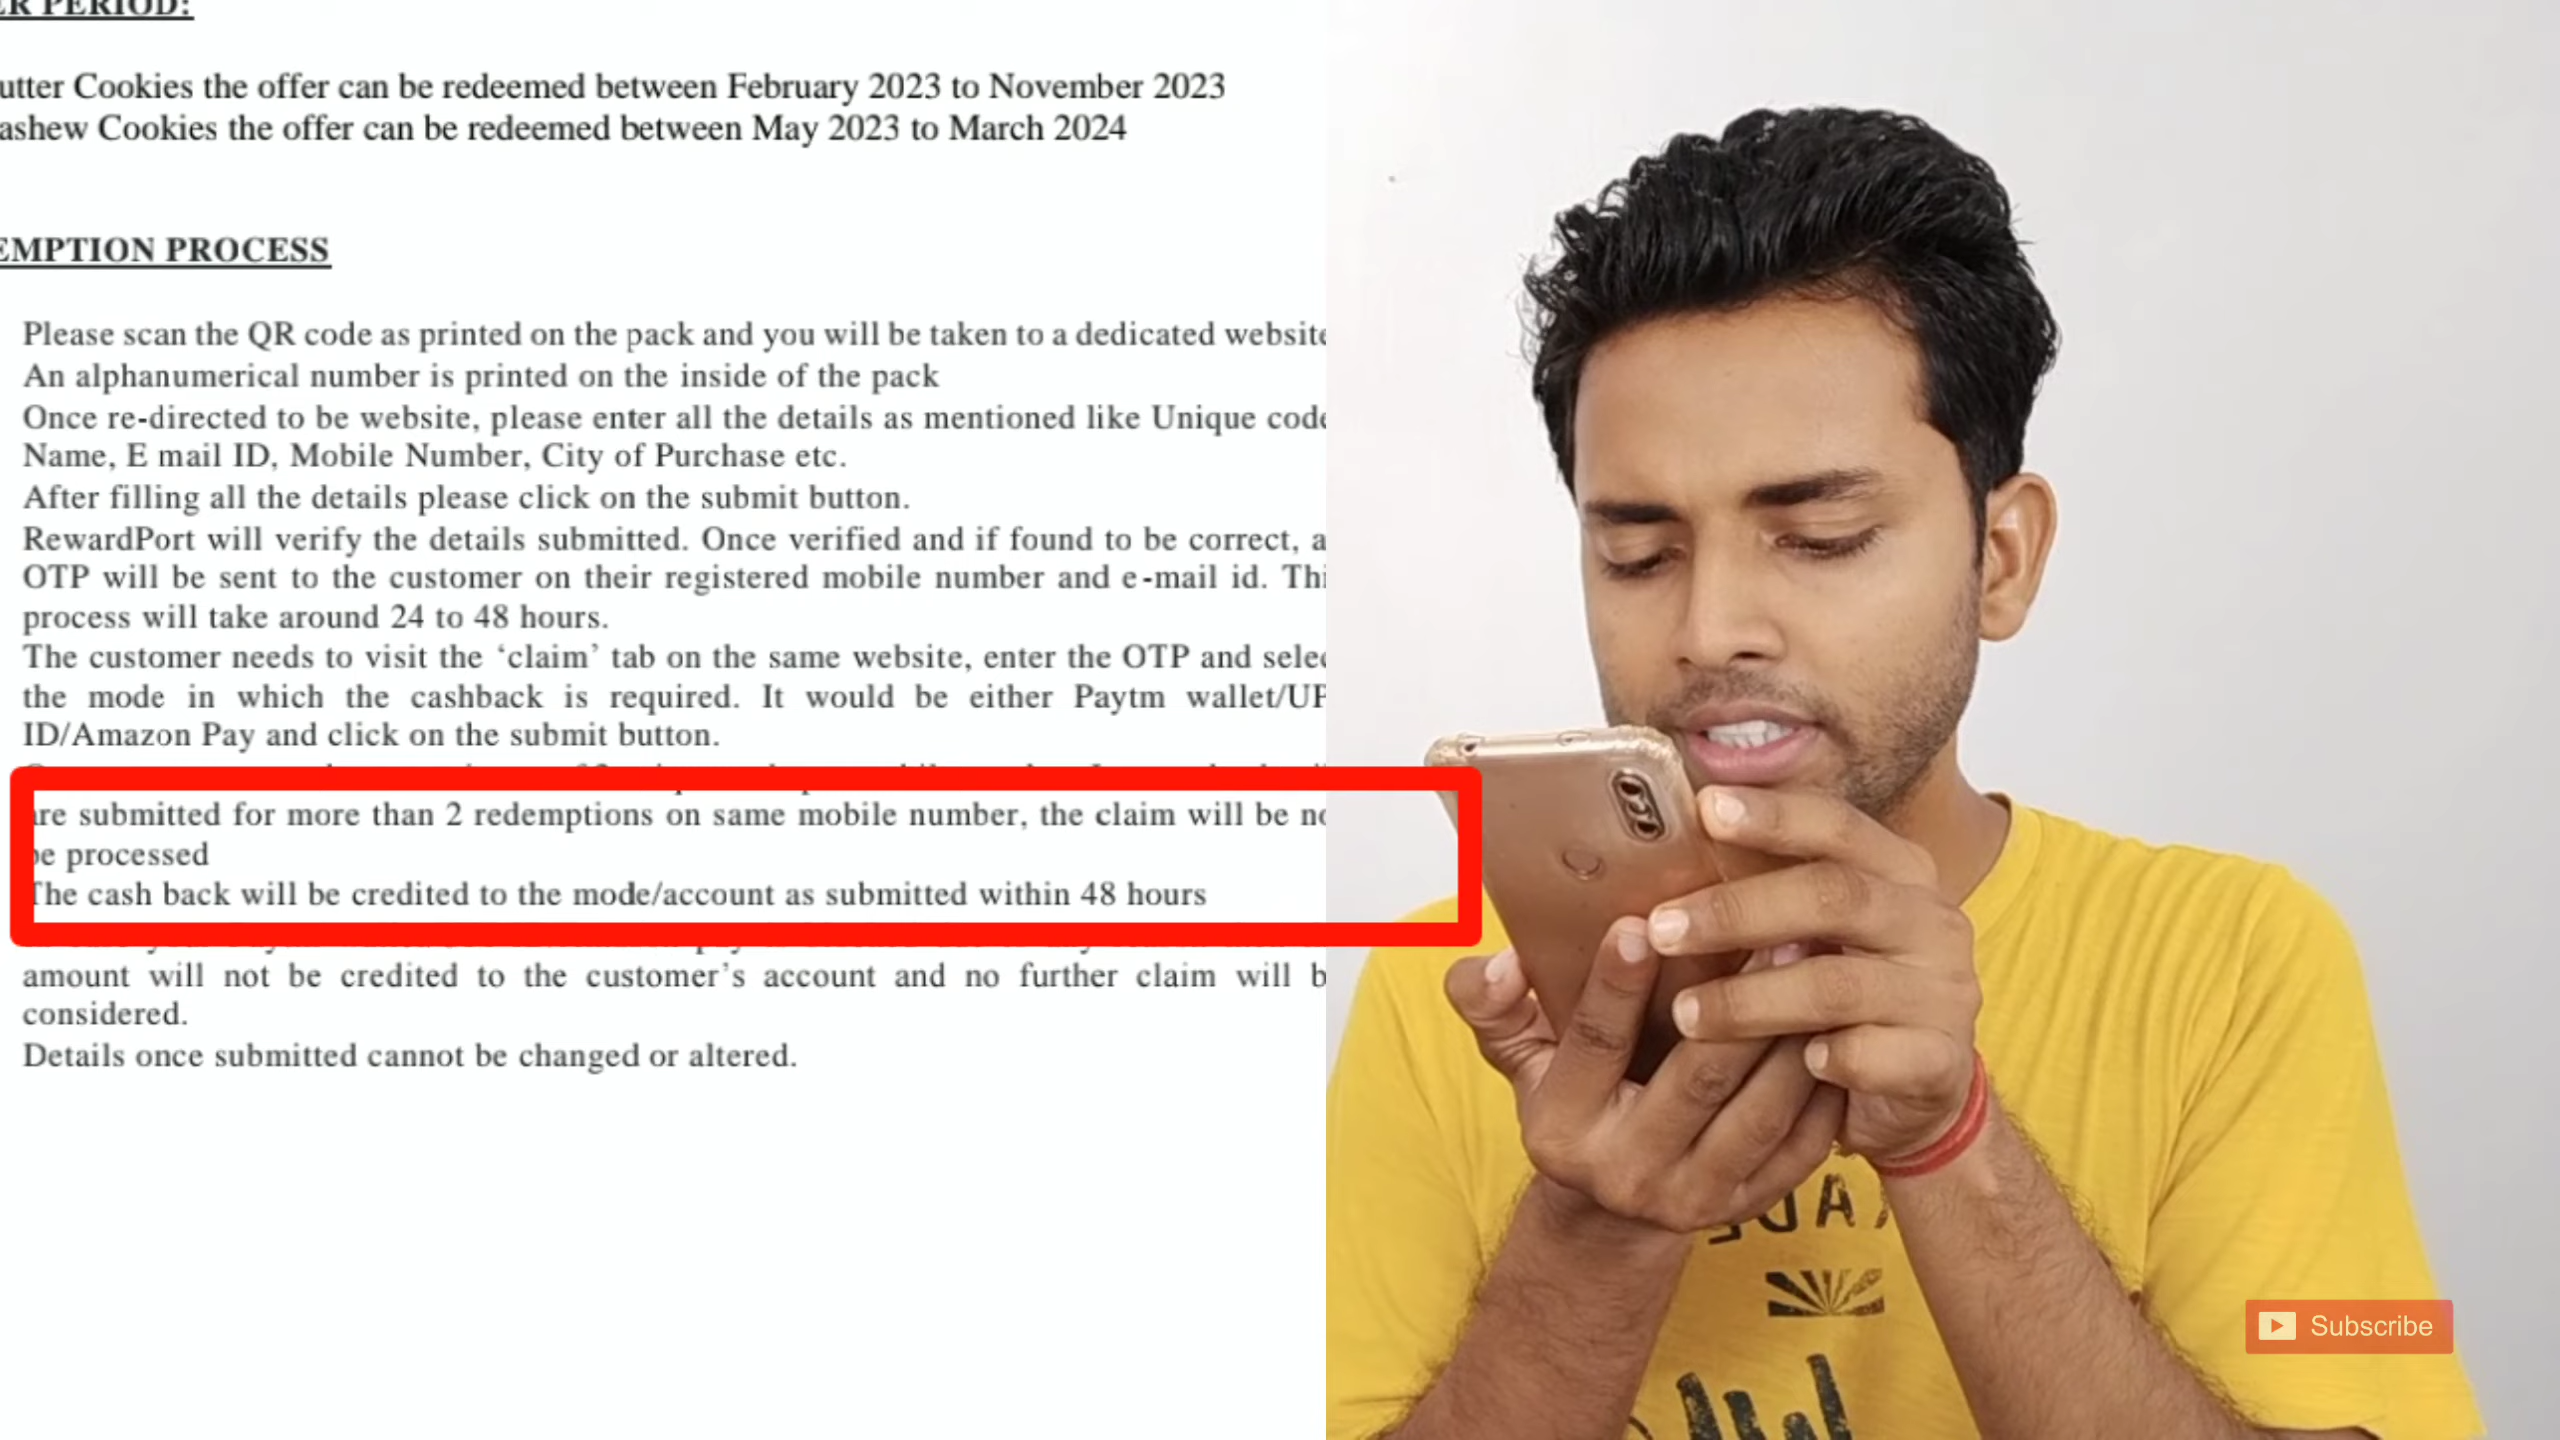 ER PERIOD:
utter Cookies the offer can be redeemed between February 2023 to November 2023
ashew Cookies the offer can be redeemed between May 2023 to March 2024
EMPTION PROCESS
Please scan the QR code as printed on the pack and you will be taken to a dedicated website
An alphanumerical number is printed on the inside of the pack
Once re-directed to be website, please enter all the details as mentioned like Unique code
Name, E mail ID, Mobile Number, City of Purchase etc.
After filling all the details please click on the submit button.
RewardPort will verify the details submitted. Once verified and if found to be correct, a
OTP will be sent to the customer on their registered mobile number and e-mail id. Thi
process will take around 24 to 48 hours.
The customer needs to visit the ‘claim’ tab on the same website, enter the OTP and selec
the mode in which the cashback is required. It would be either Paytm wallet/UP
ID/Amazon Pay and click on the submit button.
are submitted for more than 2 redemptions on same mobile number, the claim will be no
be processed
The cash back will be credited to the mode/account as submitted within 48 hours
amount will not be credited to the customer’s account and no further claim will b
considered.
Details once submitted cannot be changed or altered.
Subscribe